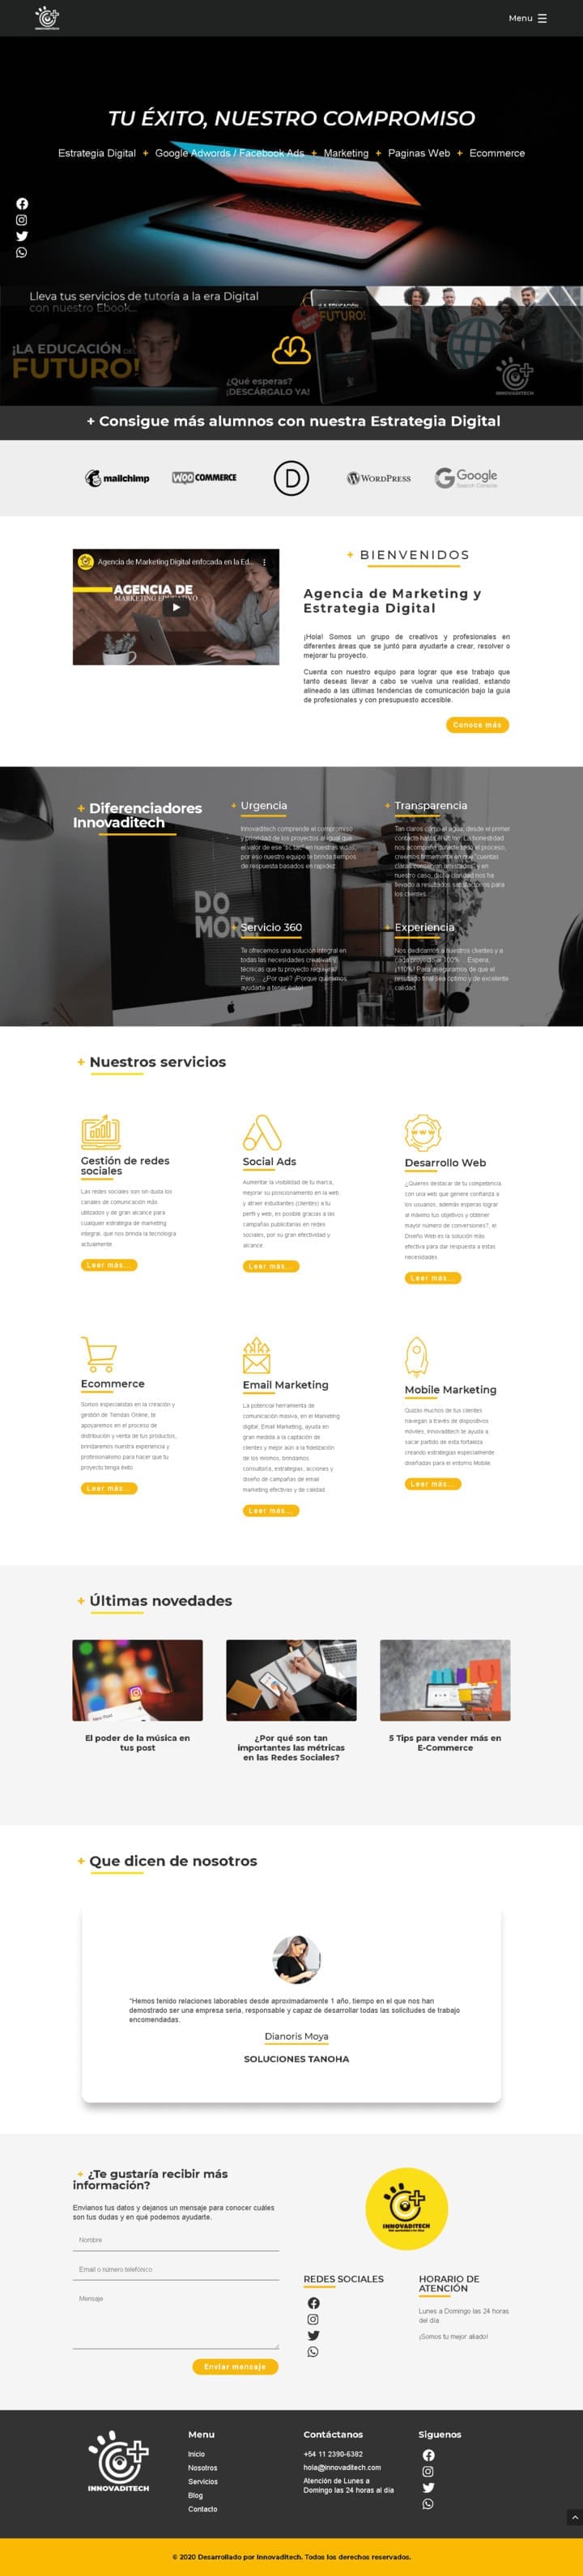 INNOVADITECH
Menu
TU ÉXITO, NUESTRO COMPROMISO
Estrategia Digital + Google Adwords / Facebook Ads + Marketing + Paginas Web + Ecommerce
Lleva tus servicios de tutoría a la era Digital
con nuestro Ebook...
¡LA EDUCACIÓN DEL
FUTURO!
¿Qué esperas?
¡DESCÁRGALO YA!
INNOVADITECH
+ Consigue más alumnos con nuestra Estrategia Digital
mailchimp
WOO COMMERCE
D
WORDPRESS
Google
Search Console
Agencia de Marketing Digital enfocada en la Ed...
AGENCIA DE
MARKETING EDUCATIVO
+ BIENVENIDOS
Agencia de Marketing y
Estrategia Digital
¡Hola! Somos un grupo de creativos y profesionales en
diferentes áreas que se juntó para ayudarte a crear, resolver o
mejorar tu proyecto.
Cuenta con nuestro equipo para lograr que ese trabajo que
tanto deseas llevar a cabo se vuelva una realidad, estando
alineado a las últimas tendencias de comunicación bajo la guía
de profesionales y con presupuesto accesible.
Conoce más
+ Diferenciadores
Innovaditech
+ Urgencia
Innovaditech comprende el compromiso
y prioridad de los proyectos al igual que
el valor de ese "tic tac" en nuestras vidas,
por eso nuestro equipo te brinda tiempos
de respuesta basados en rapidez.
+ Transparencia
Tan claros como el agua, desde el primer
contacto hasta el último. La honestidad
nos acompaña durante todo el proceso,
creemos firmemente en que "cuentas
claras conservan amistades" y en
nuestro caso, dicha claridad nos ha
llevado a resultados satisfactorios para
los clientes.
DO
MORE
+ Servicio 360
Te ofrecemos una solución integral en
todas las necesidades creativas y
técnicas que tu proyecto requiera.
Pero... ¿Por qué? ¡Porque queremos
ayudarte a tener éxito!
+ Experiencia
Nos dedicamos a nuestros clientes y a
cada proyecto al 100%... Espera,
¡110%! Para asegurarnos de que el
resultado final sea óptimo y de excelente
calidad.
+ Nuestros servicios
Gestión de redes
sociales
Las redes sociales son sin duda los
canales de comunicación más
utilizados y de gran alcance para
cualquier estrategia de marketing
integral, que nos brinda la tecnología
actualmente.
Leer más...
Social Ads
Aumentar la visibilidad de tu marca,
mejorar su posicionamiento en la web
y atraer estudiantes (clientes) a tu
perfil y web, es posible gracias a las
campañas publicitarias en redes
sociales, por su gran efectividad y
alcance.
Leer más...
WWW
Desarrollo Web
¿Quieres destacar de tu competencia
con una web que genere confianza a
los usuarios, además esperas lograr
al máximo tus objetivos y obtener
mayor número de conversiones?, el
Diseño Web es la solución más
efectiva para dar respuesta a estas
necesidades.
Leer más...
Ecommerce
Somos especialistas en la creación y
gestión de Tiendas Online, te
apoyaremos en el proceso de
distribución y venta de tus productos,
brindaremos nuestra experiencia y
profesionalismo para hacer que tu
proyecto tenga éxito.
Leer más...
Email Marketing
La potencial herramienta de
comunicación masiva, en el Marketing
digital, Email Marketing, ayuda en
gran medida a la captación de
clientes y mejor aún a la fidelización
de los mismos, brindamos
consultoría, estrategias, acciones y
diseño de campañas de email
marketing efectivas y de calidad.
Leer más...
Mobile Marketing
Quizás muchos de tus clientes
navegan a través de dispositivos
móviles, Innovaditech te ayuda a
sacar partido de esta fortaleza
creando estrategias especialmente
diseñadas para el entorno Mobile.
Leer más...
+ Últimas novedades
New Post
El poder de la música en
tus post
¿Por qué son tan
importantes las métricas
en las Redes Sociales?
5 Tips para vender más en
E-Commerce
+ Que dicen de nosotros
"Hemos tenido relaciones laborables desde aproximadamente 1 año, tiempo en el que nos han
demostrado ser una empresa seria, responsable y capaz de desarrollar todas las solicitudes de trabajo
encomendadas.
Dianoris Moya
SOLUCIONES TANOHA
+ ¿Te gustaría recibir más
información?
Envianos tus datos y dejanos un mensaje para conocer cuáles
son tus dudas y en qué podemos ayudarte.
Nombre
Email o número telefónico
Mensaje
Enviar mensaje
INNOVADITECH
REDES SOCIALES
HORARIO DE
ATENCIÓN
Lunes a Domingo las 24 horas
del día
¡Somos tu mejor aliado!
INNOVADITECH
Menu
Inicio
Nosotros
Servicios
Blog
Contacto
Contáctanos
+54 11 2390-6382
hola@innovaditech.com
Atención de Lunes a
Domingo las 24 horas al día
Siguenos
© 2020 Desarrollado por Innovaditech. Todos los derechos reservados.